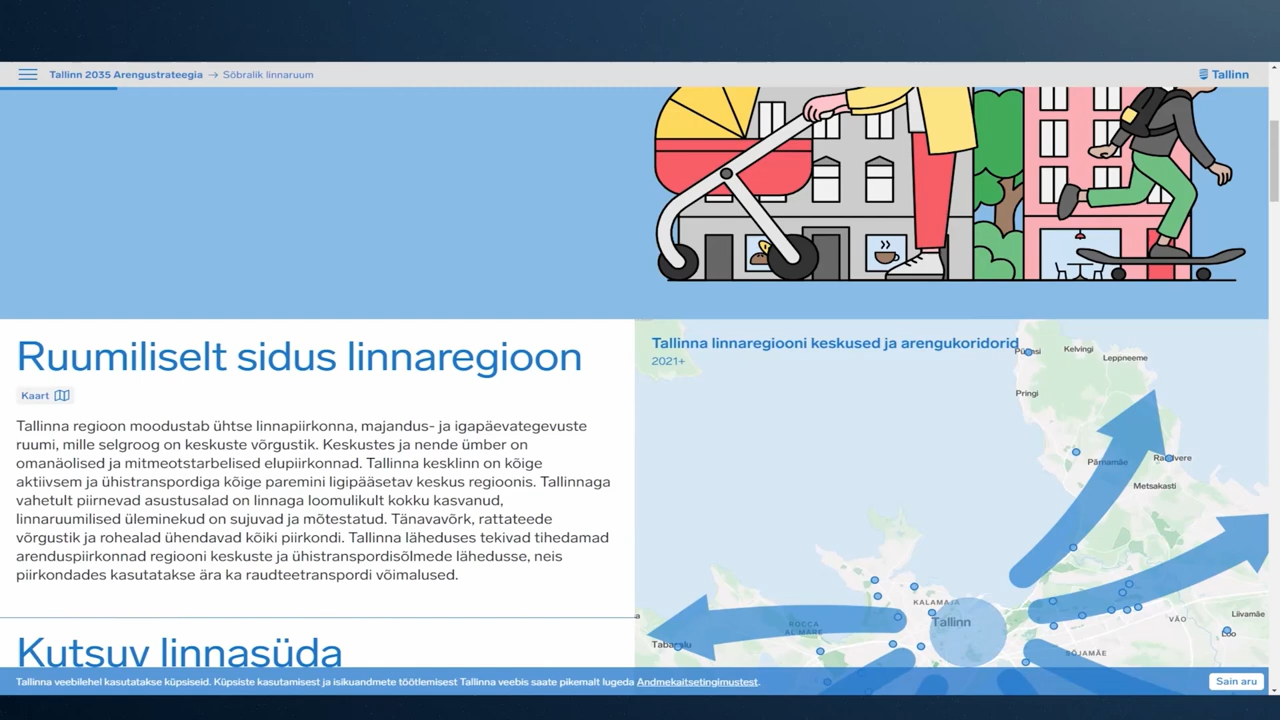 Tallinn 2035 Arengustrateegia → Sõbralik linnaruum
Tallinn
Ruumiliselt sidus linnaregioon
Kaart
Tallinna regioon moodustab ühtse linnapiirkonna, majandus- ja igapäevategevuste
ruumi, mille selgroog on keskuste võrgustik. Keskustes ja nende ümber on
omanäolised ja mitmeotstarbelised elupiirkonnad. Tallinna kesklinn on kõige
aktiivsem ja ühistranspordiga kõige paremini ligipääsetav keskus regioonis. Tallinnaga
vahetult piirnevad asustusalad on linnaga loomulikult kokku kasvanud,
linnaruumilised üleminekud on sujuvad ja mõtestatud. Tänavavõrk, rattateede
võrgustik ja rohealad ühendavad kõiki piirkondi. Tallinna läheduses tekivad tihedamad
arenduspiirkonnad regiooni keskuste ja ühistranspordisõlmede lähedusse, neis
piirkondades kasutatakse ära ka raudteetranspordi võimalused.
Kutsuv linnasüda
Tallinna linnaregiooni keskused ja arengukoridorid
2021+
Kelvingi
Leppneeme
Pringi
Pärnamäe
Randvere
Metsakasti
KALAMAJA
Tallinn
ROCCA
AL MARE
Tabasalu
VÄO
Liivamäe
Loo
SÕJAMÄE
Tallinna veebilehel kasutatakse küpsiseid. Küpsiste kasutamisest ja isikuandmete töötlemisest Tallinna veebis saate pikemalt lugeda Andmekaitsetingimustest.
Sain aru